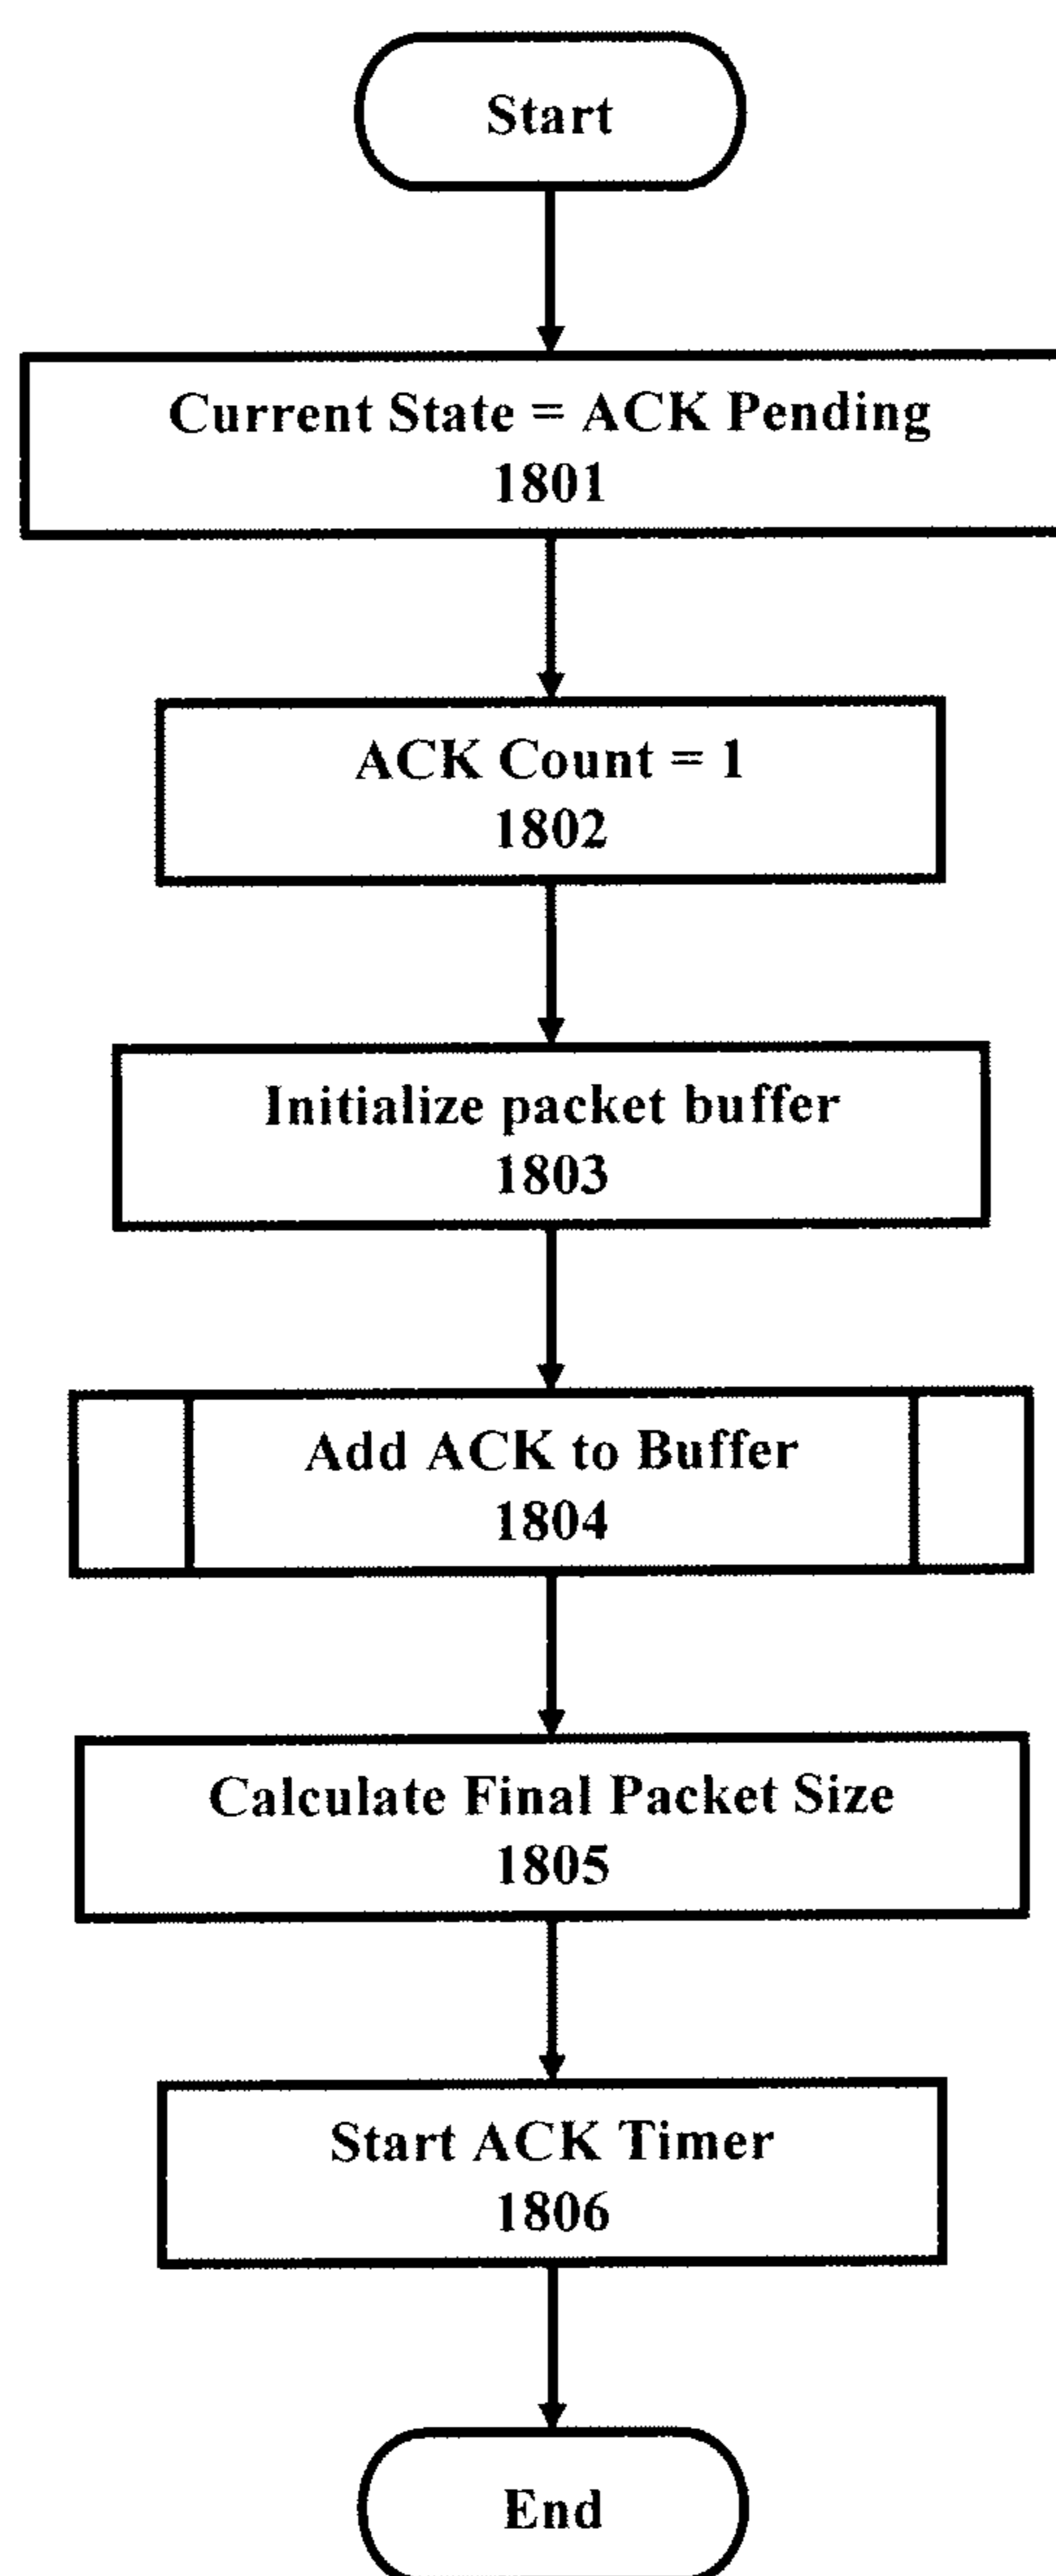 Start
Current State = ACK Pending
1801
ACK Count = 1
1802
Initialize packet buffer
1803
Add ACK to Buffer
1804
Calculate Final Packet Size
1805
Start ACK Timer
1806
End